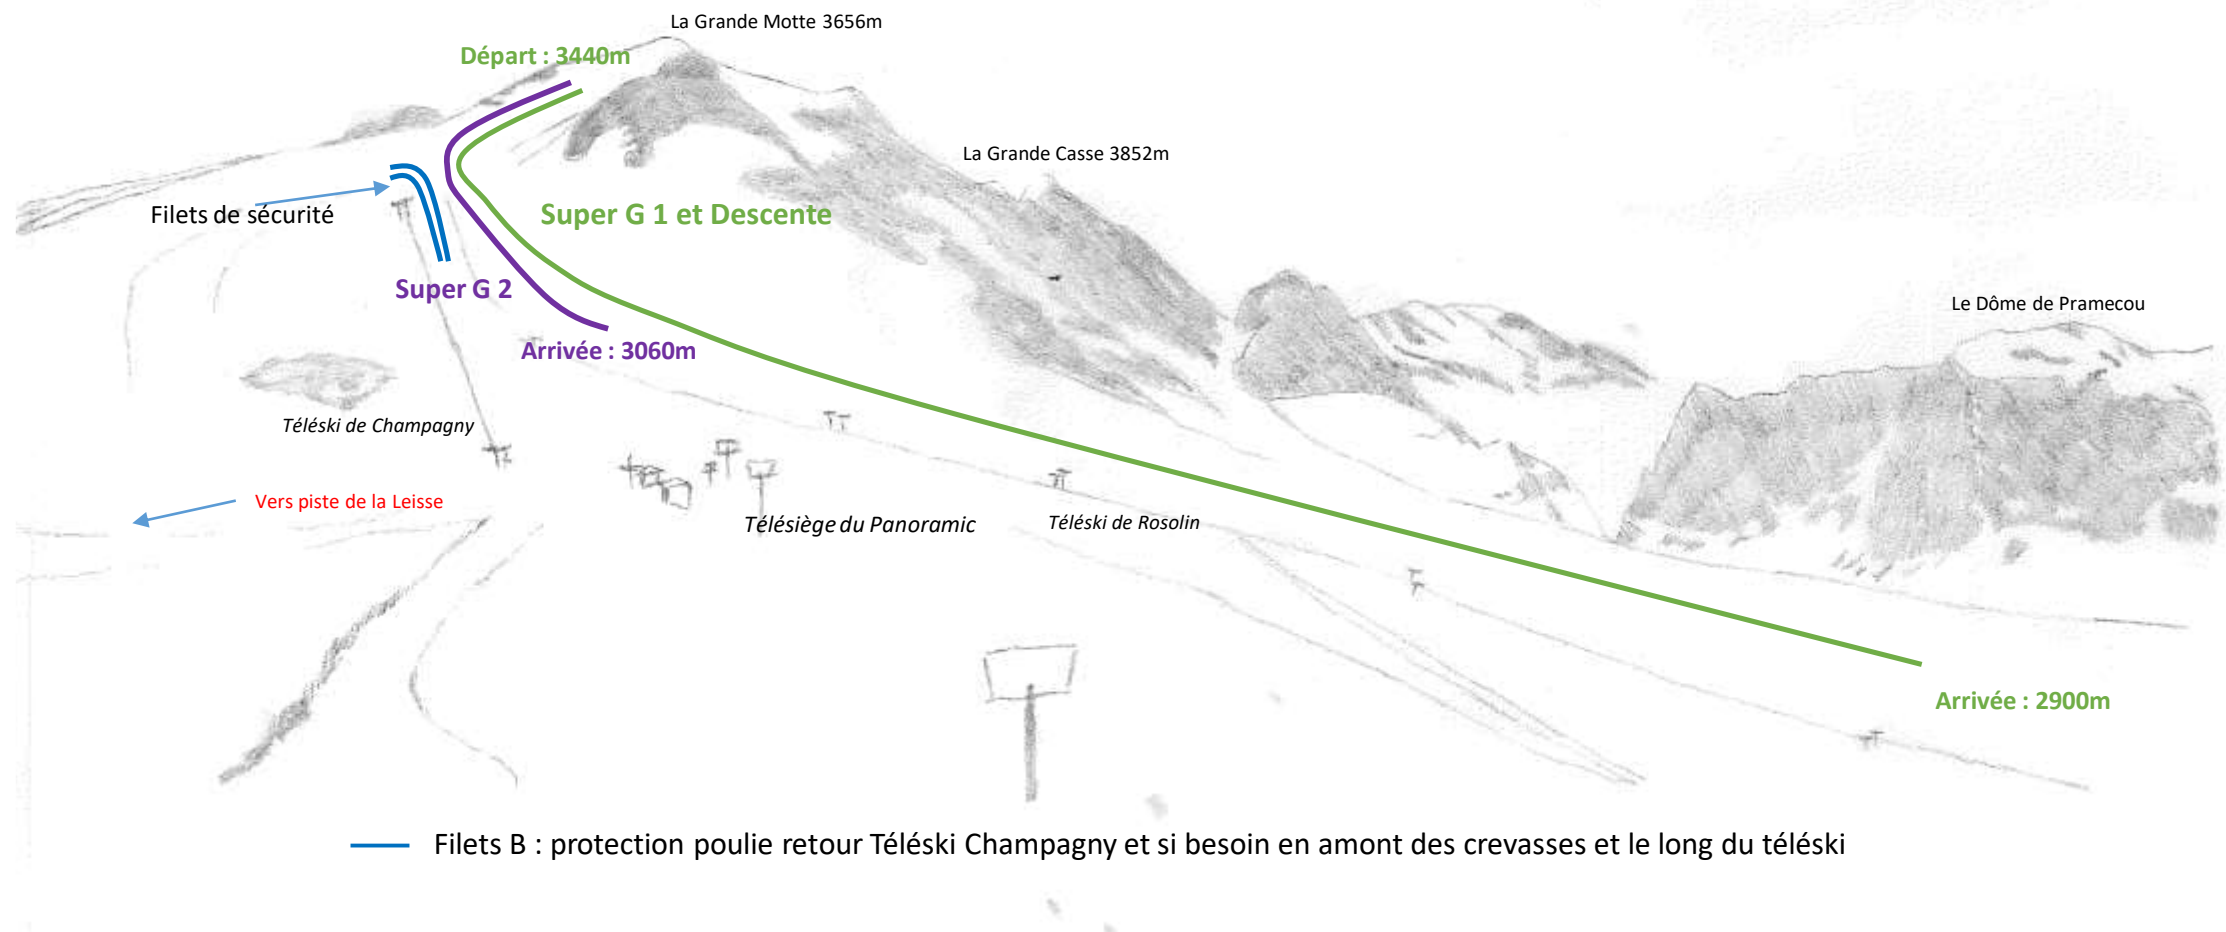 La Grande Motte 3656m
Départ : 3440m
La Grande Casse 3852m
Filets de sécurité
Super G 1 et Descente
Super G 2
Le Dôme de Pramecou
Arrivée : 3060m
Téléski de Champagny
Vers piste de la Leisse
Télésiège du Panoramic
Téléski de Rosolin
Arrivée : 2900m
Filets B : protection poulie retour Téléski Champagny et si besoin en amont des crevasses et le long du téléski